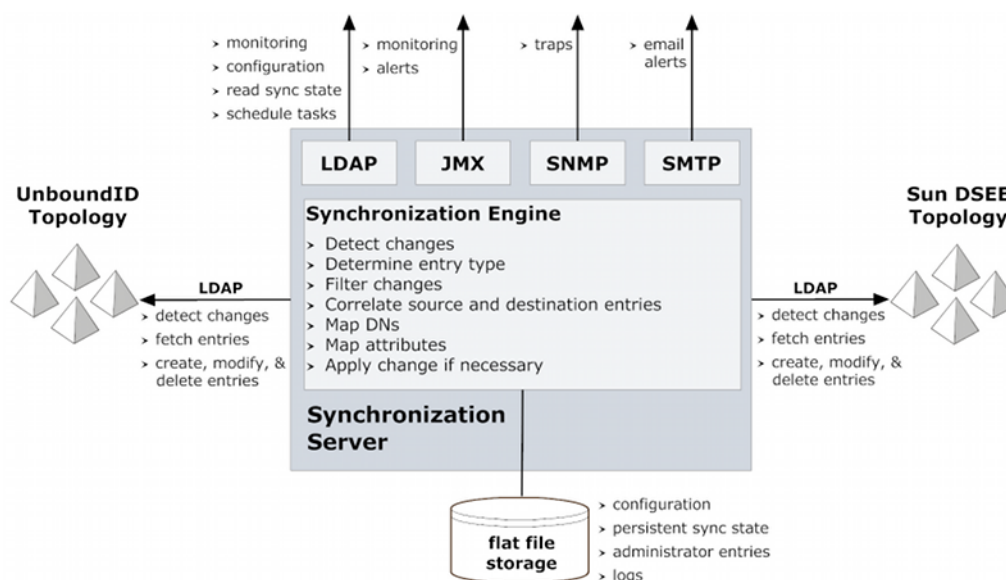 monitoring
configuration
read sync state
schedule tasks
monitoring
alerts
traps
email
alerts
LDAP
JMX
SNMP
SMTP
UnboundID
Topology
LDAP
detect changes
fetch entries
create, modify, &
delete entries
Synchronization Engine
Detect changes
Determine entry type
Filter changes
Correlate source and destination entries
Map DNs
Map attributes
Apply change if necessary
Synchronization
Server
Sun DSEE
Topology
LDAP
detect changes
fetch entries
create, modify, &
delete entries
flat file
storage
configuration
persistent sync state
administrator entries
logs